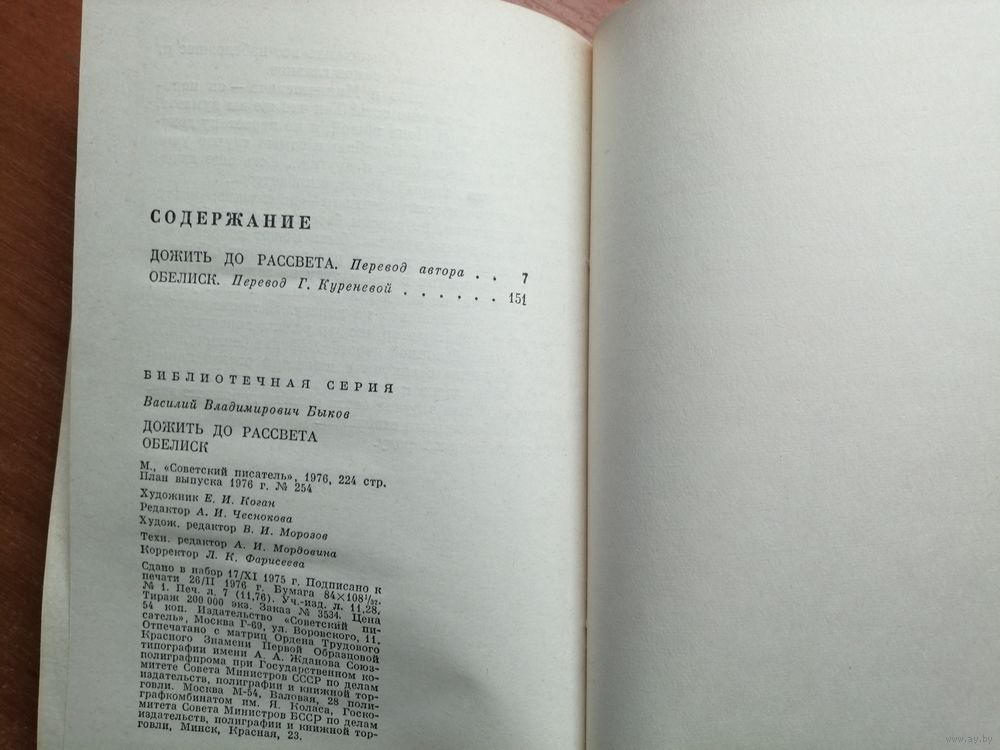 СОДЕРЖАНИЕ
ДОЖИТЬ ДО РАССВЕТА. Перевод автора . . 7
ОБЕЛИСК. Перевод Г. Куреневой . . . . . . 151
БИБЛИОТЕЧНАЯ СЕРИЯ
Василий Владимирович Быков
ДОЖИТЬ ДО РАССВЕТА
ОБЕЛИСК
М., «Советский писатель», 1976, 224 стр.
План выпуска 1976 г. № 254
Художник Е. И. Коган
Редактор А. И. Чеснокова
Худож. редактор В. И. Морозов
Техн. редактор А. И. Мордовина
Корректор Л. К. Фарисеева
Сдано в набор 17/XI 1975 г. Подписано к
печати 26/II 1976 г. Бумага 84×108¹/₃₂.
№ 1. Печ. л. 7 (11,76). Уч.-изд. л. 11,28.
Тираж 200 000 экз. Заказ № 3534. Цена
54 коп. Издательство «Советский пи-
сатель», Москва Г-69, ул. Воровского, 11.
Отпечатано с матриц Ордена Трудового
Красного Знамени Первой Образцовой
типографии имени А. А. Жданова Союз-
полиграфпрома при Государственном ко-
митете Совета Министров СССР по делам
издательств, полиграфии и книжной тор-
говли. Москва М-54, Валовая, 28 поли-
графкомбинатом им. Я. Коласа, Госко-
митета Совета Министров БССР по делам
издательств, полиграфии и книжной тор-
говли, Минск, Красная, 23.
www.ay.by